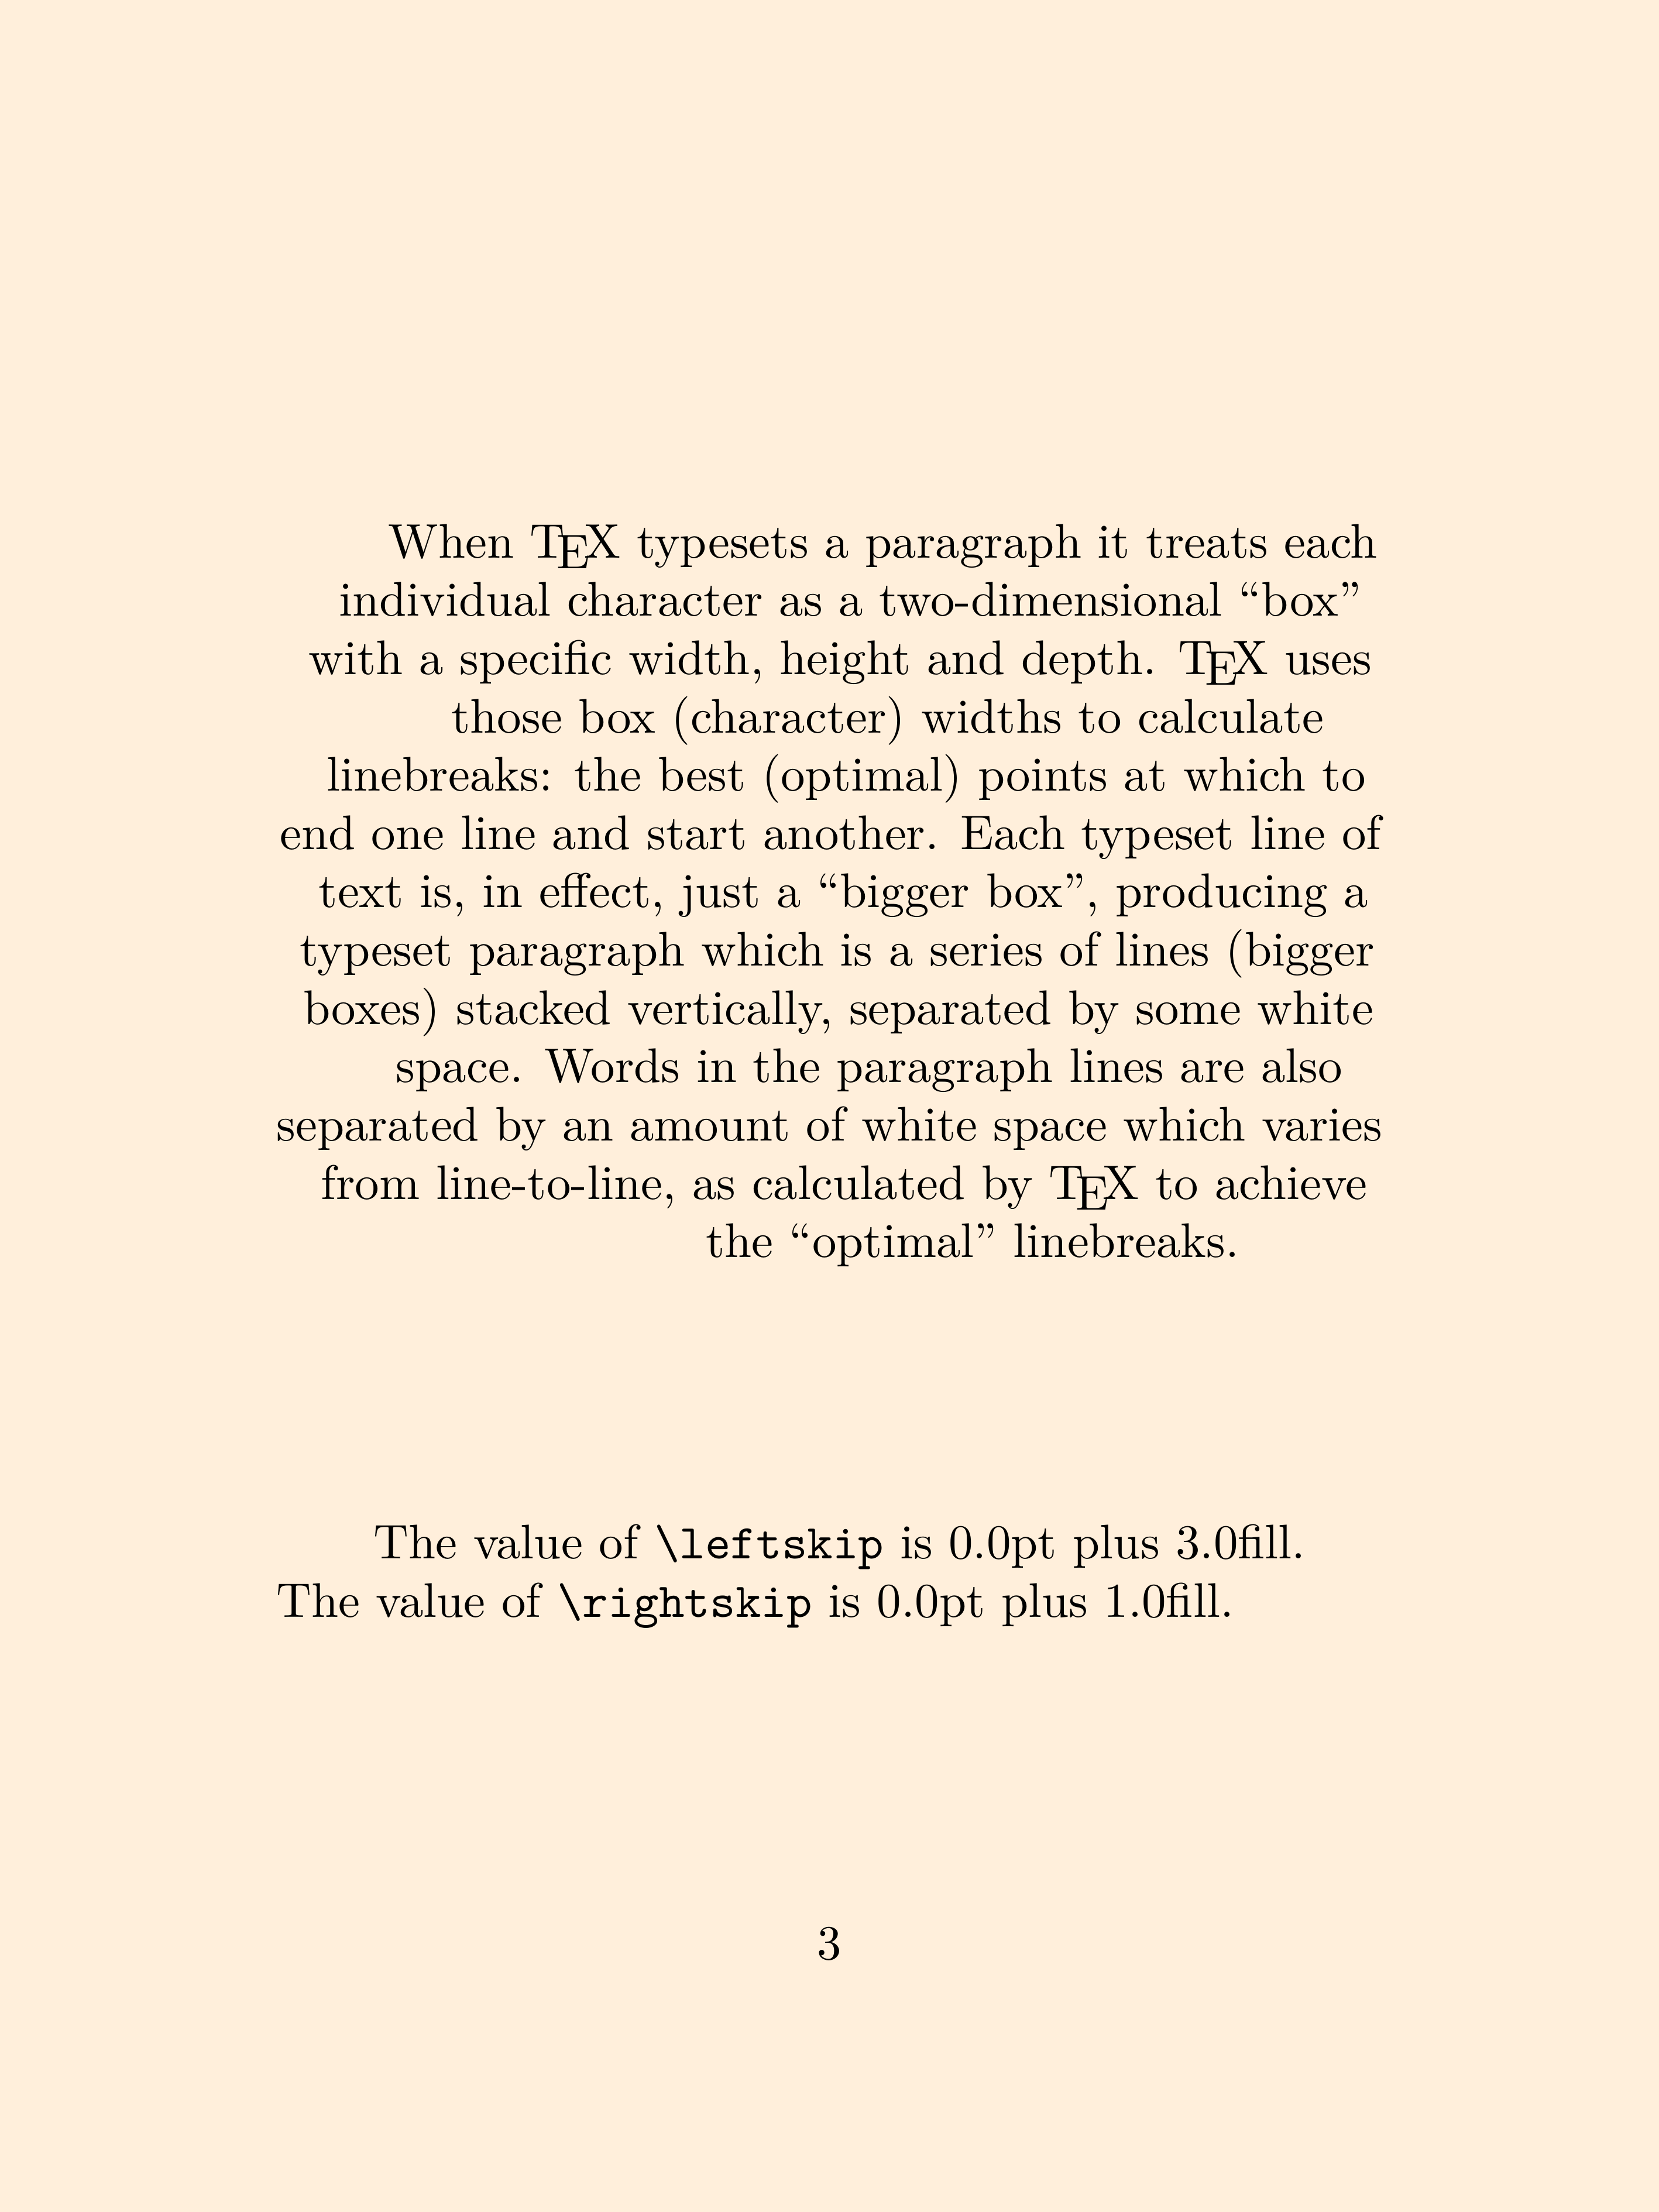 When TEX typesets a paragraph it treats each
individual character as a two-dimensional “box”
with a specific width, height and depth. TEX uses
those box (character) widths to calculate
linebreaks: the best (optimal) points at which to
end one line and start another. Each typeset line of
text is, in effect, just a “bigger box”, producing a
typeset paragraph which is a series of lines (bigger
boxes) stacked vertically, separated by some white
space. Words in the paragraph lines are also
separated by an amount of white space which varies
from line-to-line, as calculated by TEX to achieve
the “optimal” linebreaks.
The value of \leftskip is 0.0pt plus 3.0fill.
The value of \rightskip is 0.0pt plus 1.0fill.
3